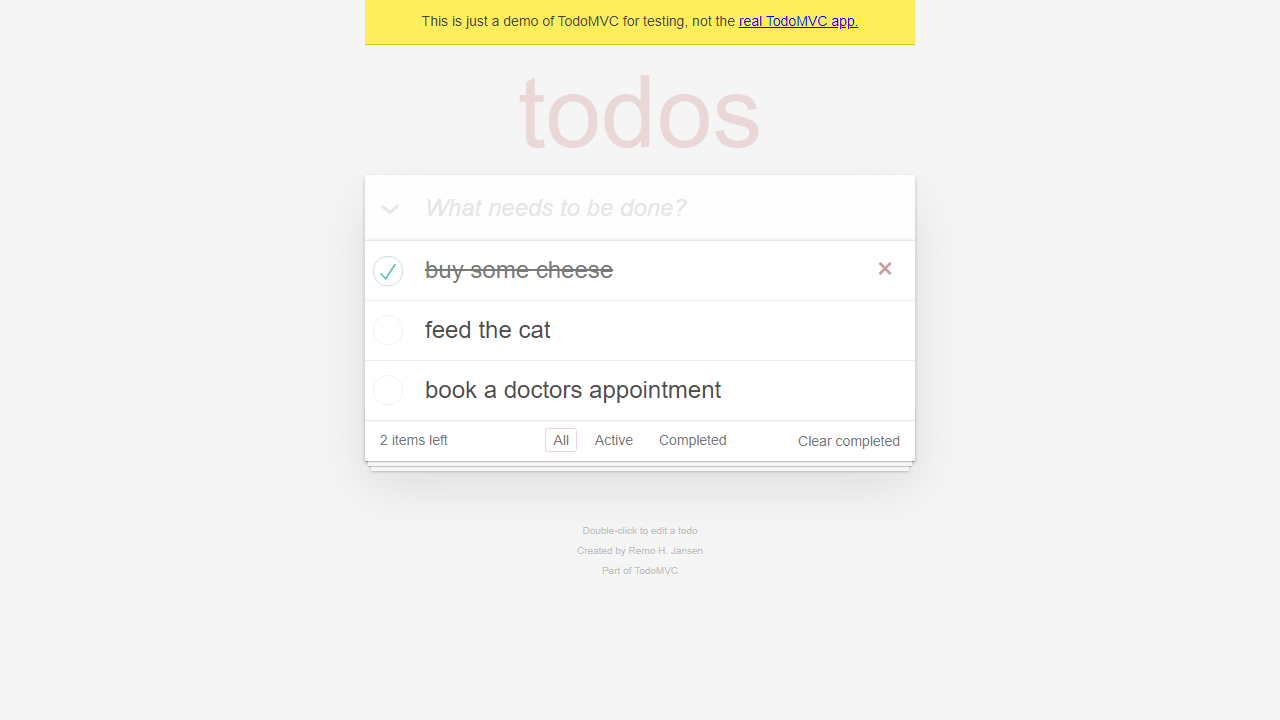 This is just a demo of TodoMVC for testing, not the real TodoMVC app.
todos
What needs to be done?
buy some cheese
feed the cat
book a doctors appointment
2 items left All Active Completed Clear completed
Double-click to edit a todo
Created by Remo H. Jansen
Part of TodoMVC